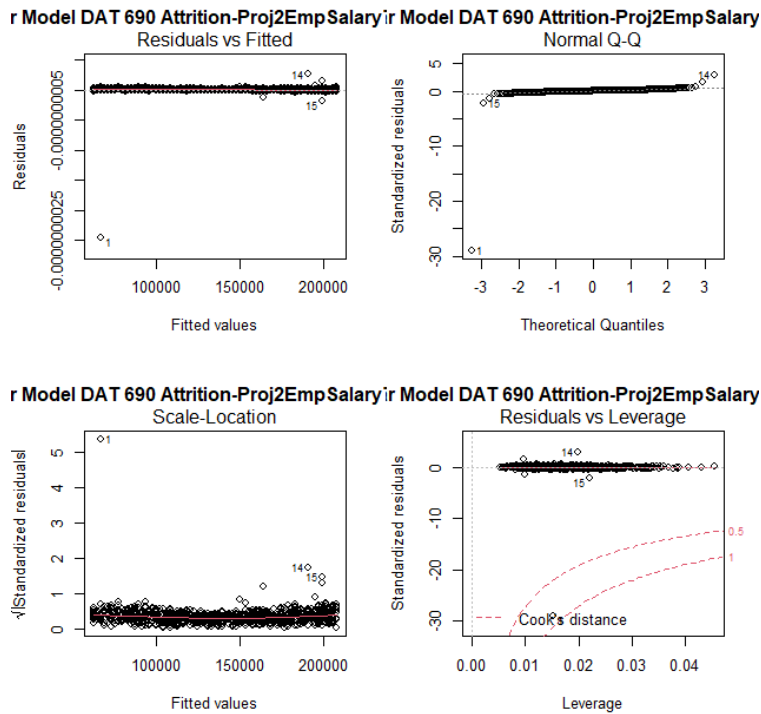 r Model DAT 690 Attrition-Proj2EmpSalary
Residuals vs Fitted
Residuals
0.0000000005
-0.0000000005
-0.0000000025
14
15
1
100000 150000 200000
Fitted values
r Model DAT 690 Attrition-Proj2EmpSalary
Normal Q-Q
Standardized residuals
5
0
-10
-20
-30
14
15
1
-3 -2 -1 0 1 2 3
Theoretical Quantiles
r Model DAT 690 Attrition-Proj2EmpSalary
Scale-Location
√|Standardized residuals|
5
4
3
2
1
0
1
14
15
100000 150000 200000
Fitted values
r Model DAT 690 Attrition-Proj2EmpSalary
Residuals vs Leverage
Standardized residuals
0
-10
-20
-30
14
15
0.5
1
Cook's distance
0.00 0.01 0.02 0.03 0.04
Leverage